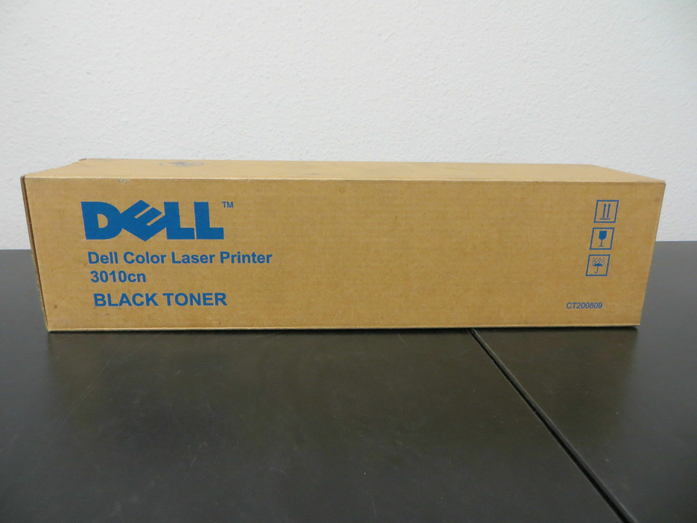 DELL™
Dell Color Laser Printer
3010cn
BLACK TONER
CT200809